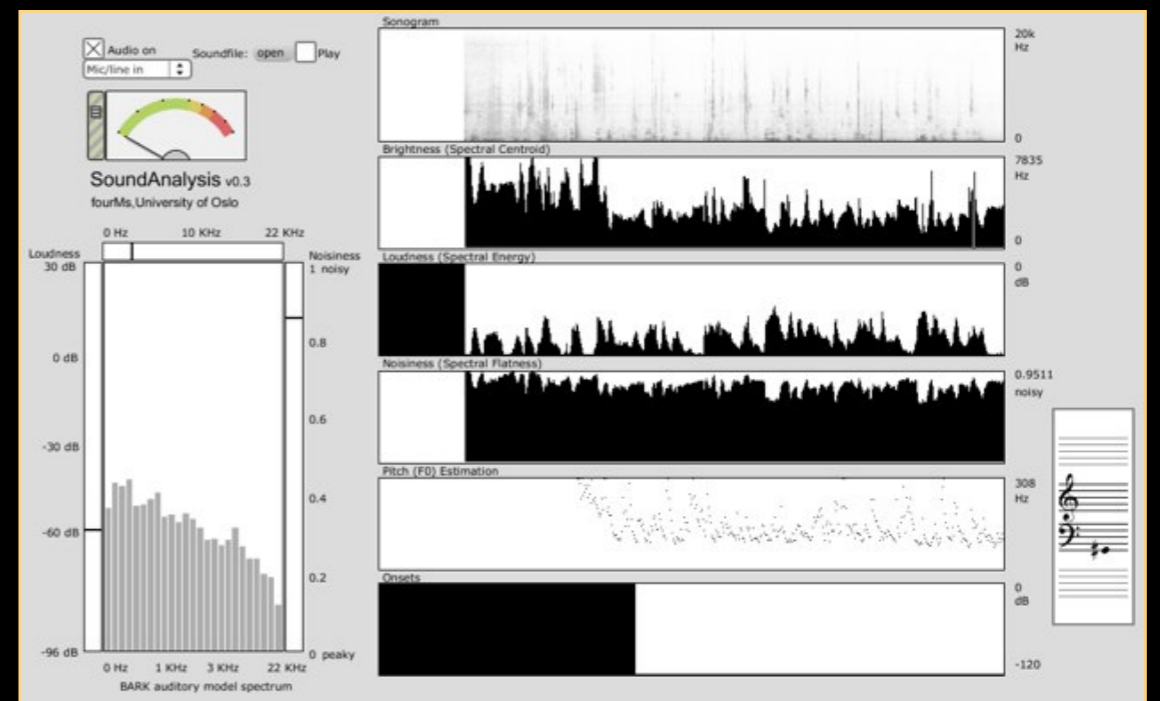 Audio on
Soundfile: open Play
Mic/line in
SoundAnalysis v0.3
fourMs,University of Oslo
0 Hz 10 KHz 22 KHz
Loudness
Noisiness
30 dB
0 dB
-30 dB
-60 dB
-96 dB
1 noisy
0.8
0.6
0.4
0.2
0 peaky
0 Hz 1 KHz 3 KHz 22 KHz
BARK auditory model spectrum
Sonogram
20k
Hz
0
Brightness (Spectral Centroid)
7835
Hz
0
Loudness (Spectral Energy)
0
dB
Noisiness (Spectral Flatness)
0.9511
noisy
Pitch (F0) Estimation
308
Hz
Onsets
0
dB
-120